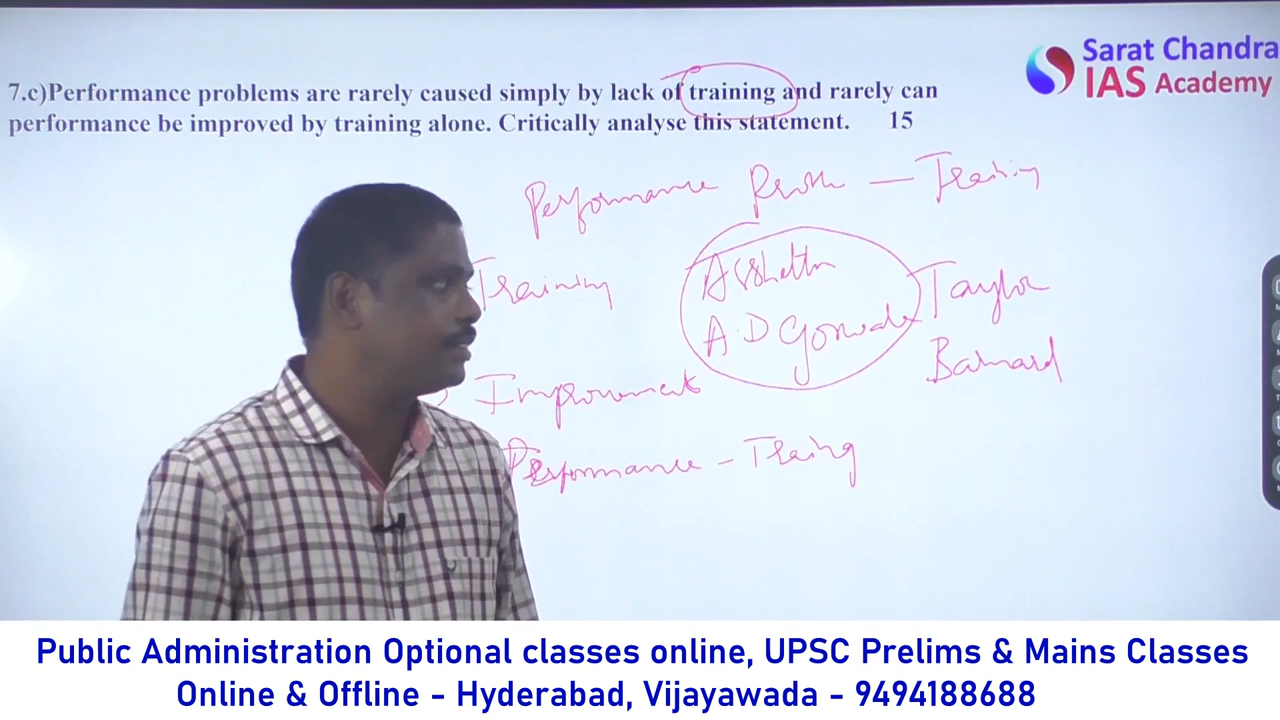 Sarat Chandra
IAS Academy
7.c)Performance problems are rarely caused simply by lack of training and rarely can
performance be improved by training alone. Critically analyse this statement. 15
Performance — Training
Training
A D Gorwala
Taylor
Barnard
Improvement
Performance - Training
Public Administration Optional classes online, UPSC Prelims & Mains Classes
Online & Offline - Hyderabad, Vijayawada - 9494188688